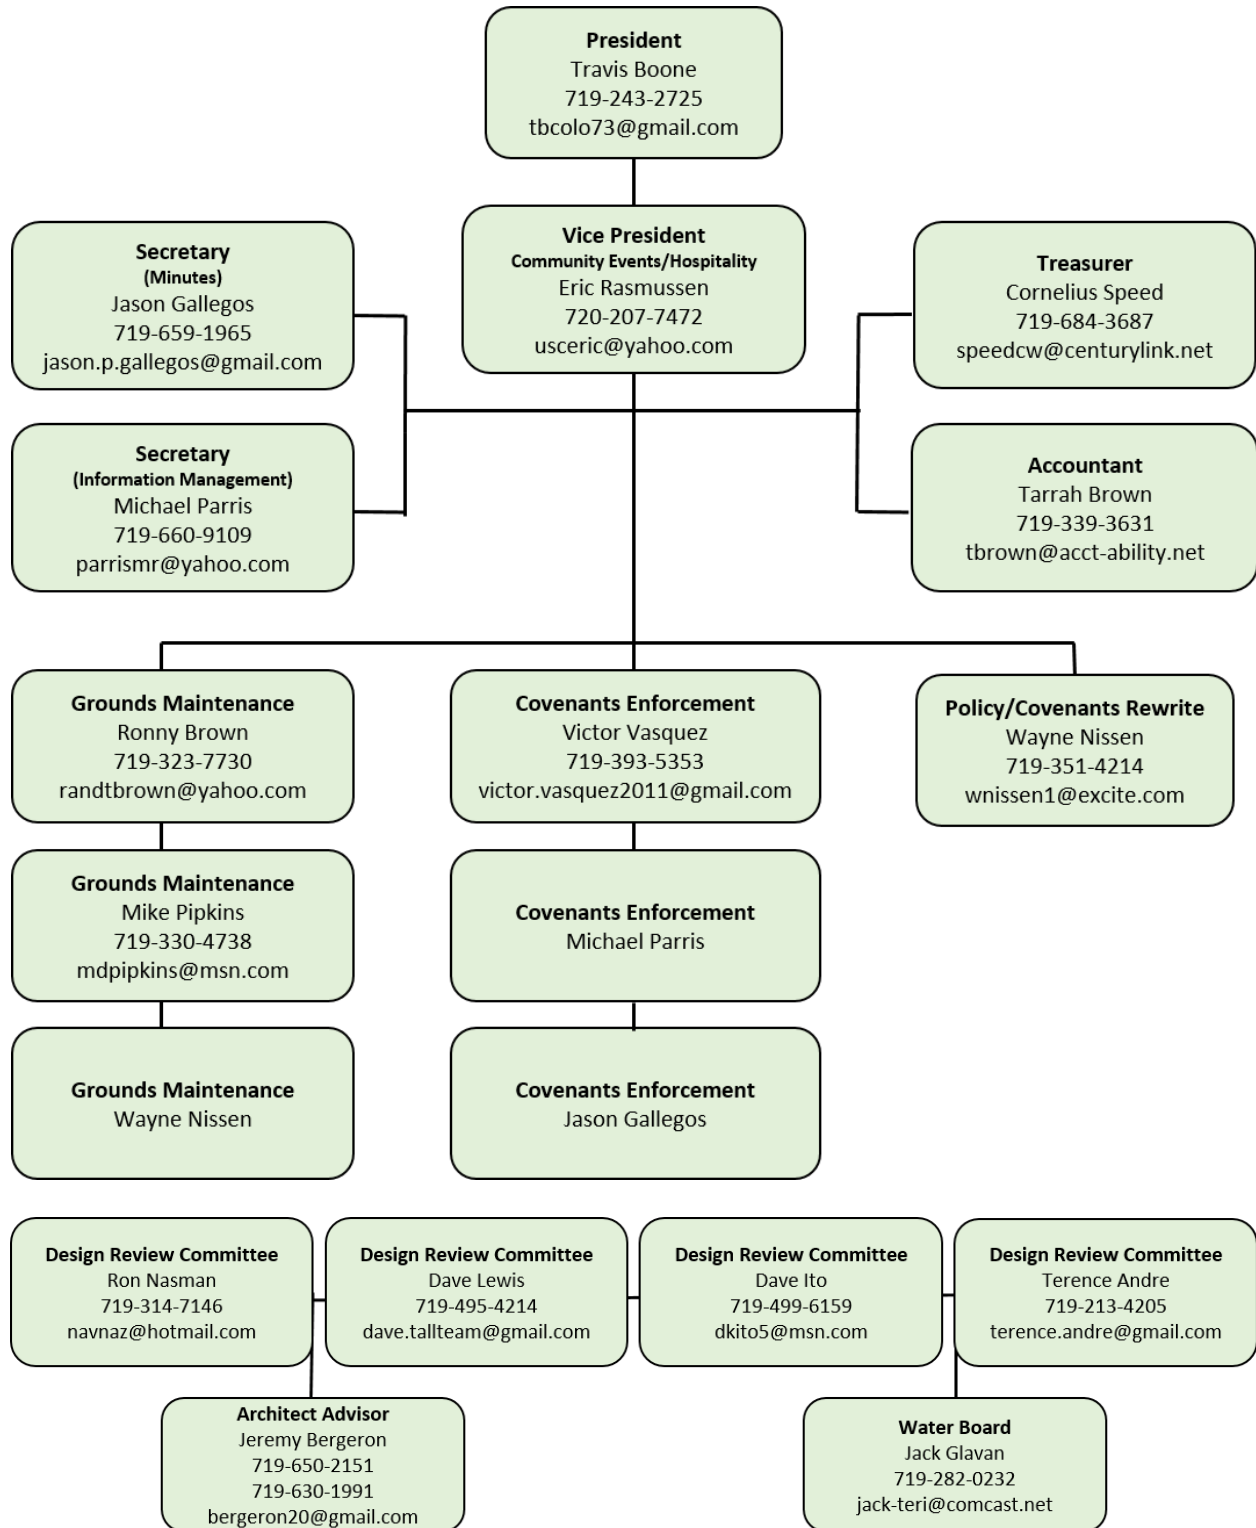 President
Travis Boone
719-243-2725
tbcolo73@gmail.com
Secretary
(Minutes)
Jason Gallegos
719-659-1965
jason.p.gallegos@gmail.com
Vice President
Community Events/Hospitality
Eric Rasmussen
720-207-7472
usceric@yahoo.com
Treasurer
Cornelius Speed
719-684-3687
speedcw@centurylink.net
Secretary
(Information Management)
Michael Parris
719-660-9109
parrismr@yahoo.com
Accountant
Tarrah Brown
719-339-3631
tbrown@acct-ability.net
Grounds Maintenance
Ronny Brown
719-323-7730
randtbrown@yahoo.com
Covenants Enforcement
Victor Vasquez
719-393-5353
victor.vasquez2011@gmail.com
Policy/Covenants Rewrite
Wayne Nissen
719-351-4214
wnissen1@excite.com
Grounds Maintenance
Mike Pipkins
719-330-4738
mdpipkins@msn.com
Covenants Enforcement
Michael Parris
Grounds Maintenance
Wayne Nissen
Covenants Enforcement
Jason Gallegos
Design Review Committee
Ron Nasman
719-314-7146
navnaz@hotmail.com
Design Review Committee
Dave Lewis
719-495-4214
dave.tallteam@gmail.com
Design Review Committee
Dave Ito
719-499-6159
dkito5@msn.com
Design Review Committee
Terence Andre
719-213-4205
terence.andre@gmail.com
Architect Advisor
Jeremy Bergeron
719-650-2151
719-630-1991
bergeron20@gmail.com
Water Board
Jack Glavan
719-282-0232
jack-teri@comcast.net